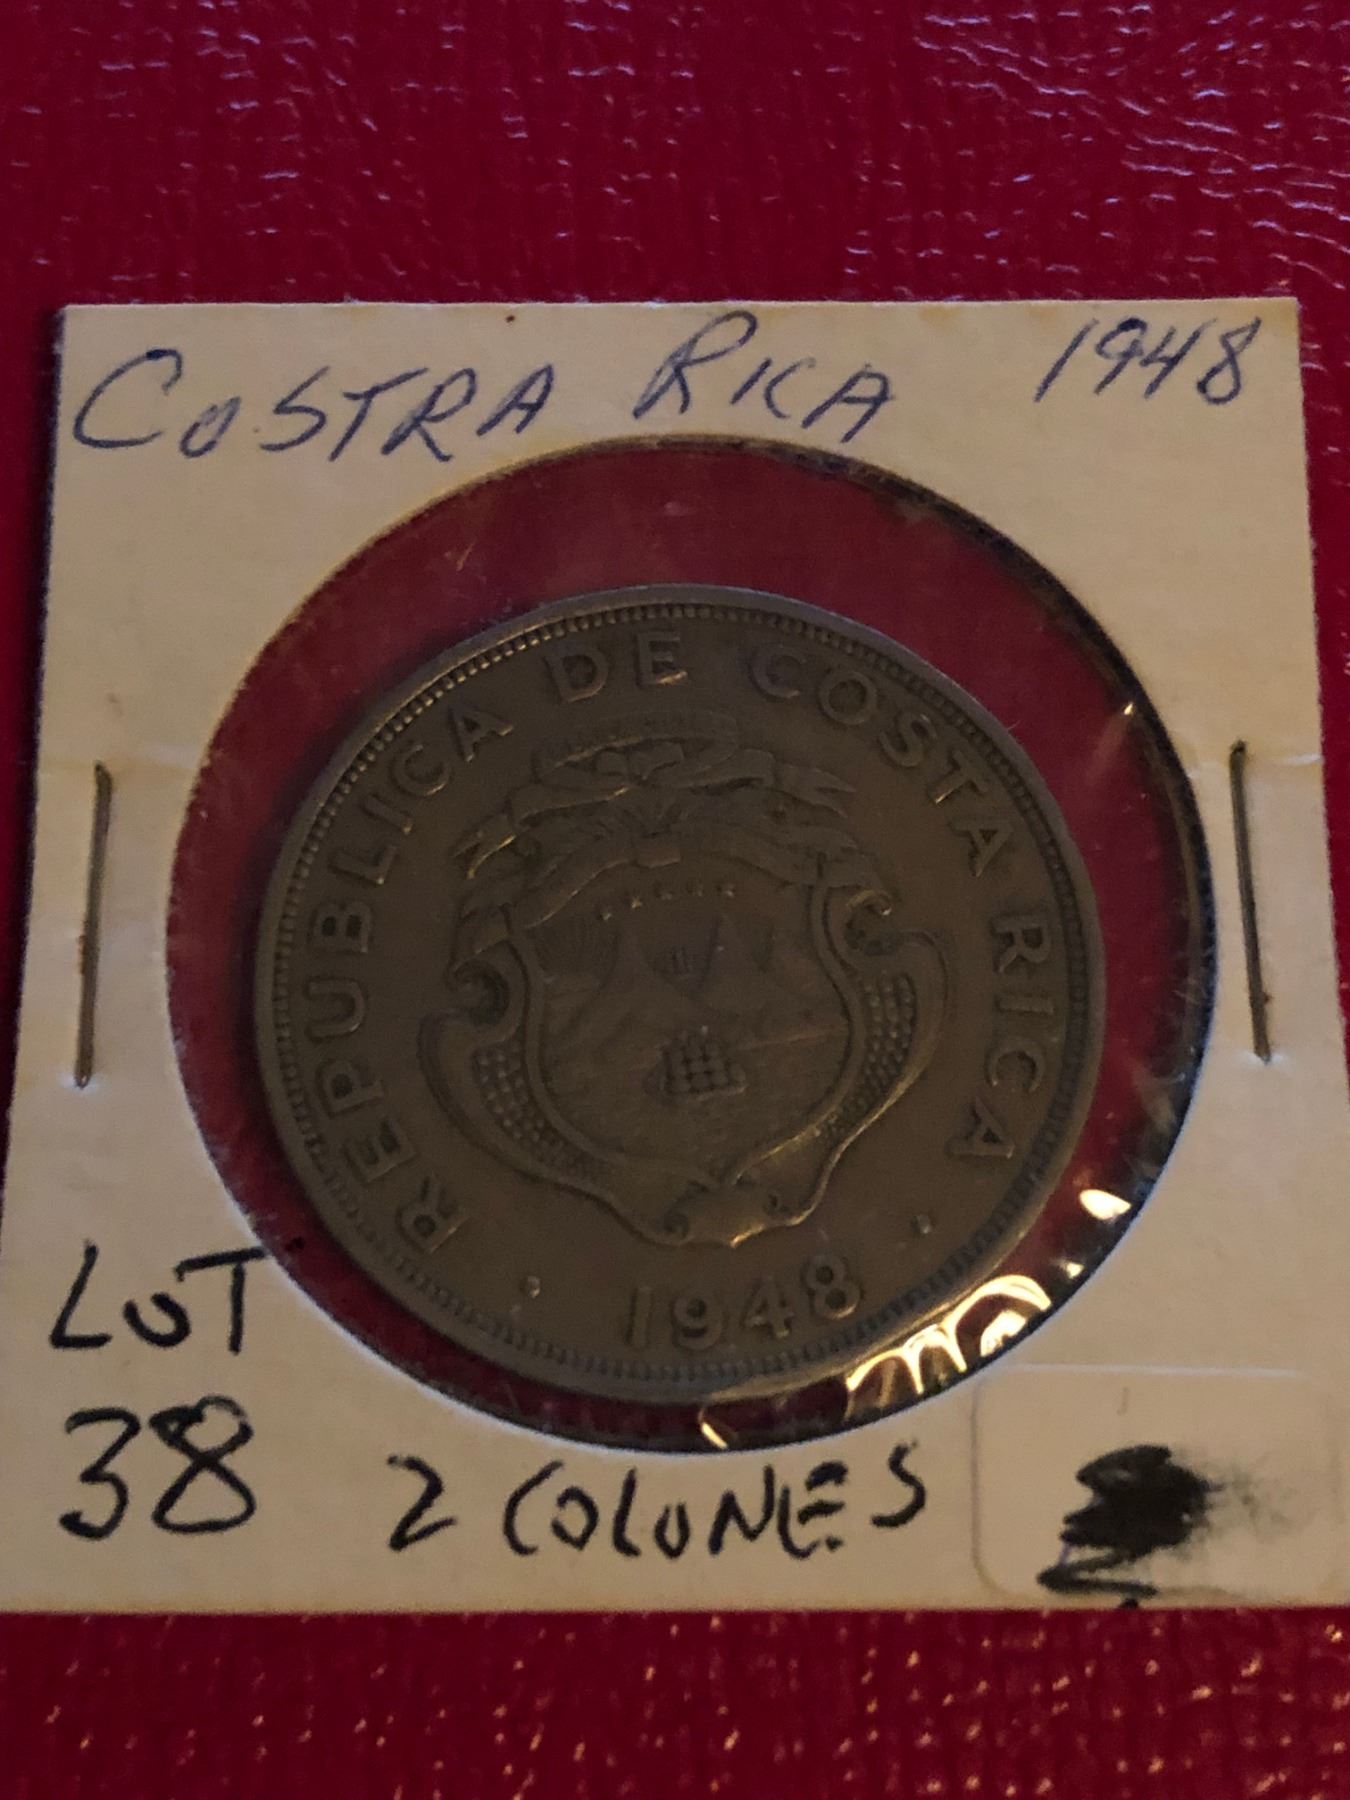 COSTRA RICA 1948
REPUBLICA DE COSTA RICA
1948
LOT
38 2 COLONES